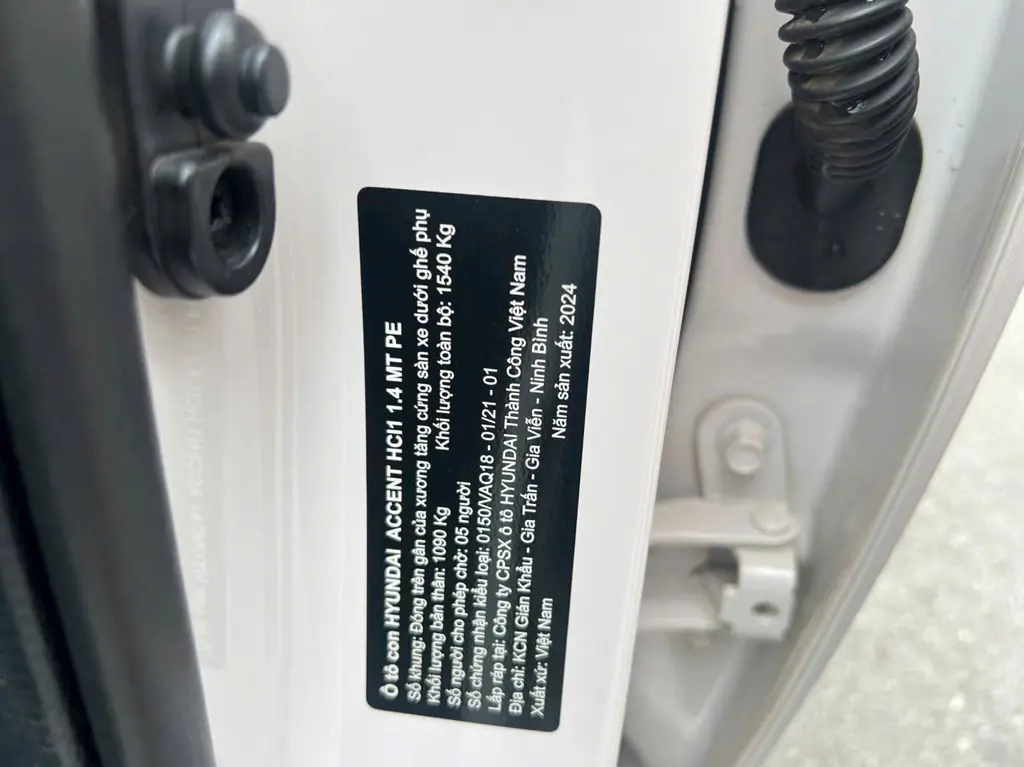 Ô tô con HYUNDAI ACCENT HCI1 1.4 MT PE
Số khung: Đóng trên gân của xương tăng cứng sàn xe dưới ghế phụ
Khối lượng bản thân: 1090 Kg Khối lượng toàn bộ: 1540 Kg
Số người cho phép chở: 05 người
Số chứng nhận kiểu loại: 0150/VAQ18 - 01/21 - 01
Lắp ráp tại: Công ty CPSX ô tô HYUNDAI Thành Công Việt Nam
Địa chỉ: KCN Gián Khẩu - Gia Trấn - Gia Viễn - Ninh Bình
Xuất xứ: Việt Nam Năm sản xuất: 2024